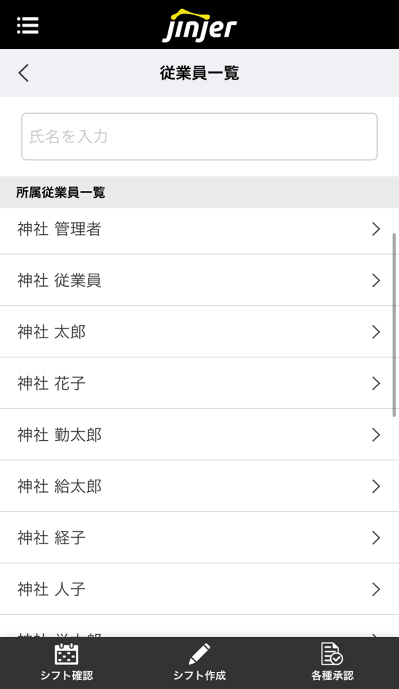 jinjer
従業員一覧
氏名を入力
所属従業員一覧
神社 管理者
神社 従業員
神社 太郎
神社 花子
神社 勤太郎
神社 給太郎
神社 経子
神社 人子
シフト確認
シフト作成
各種承認